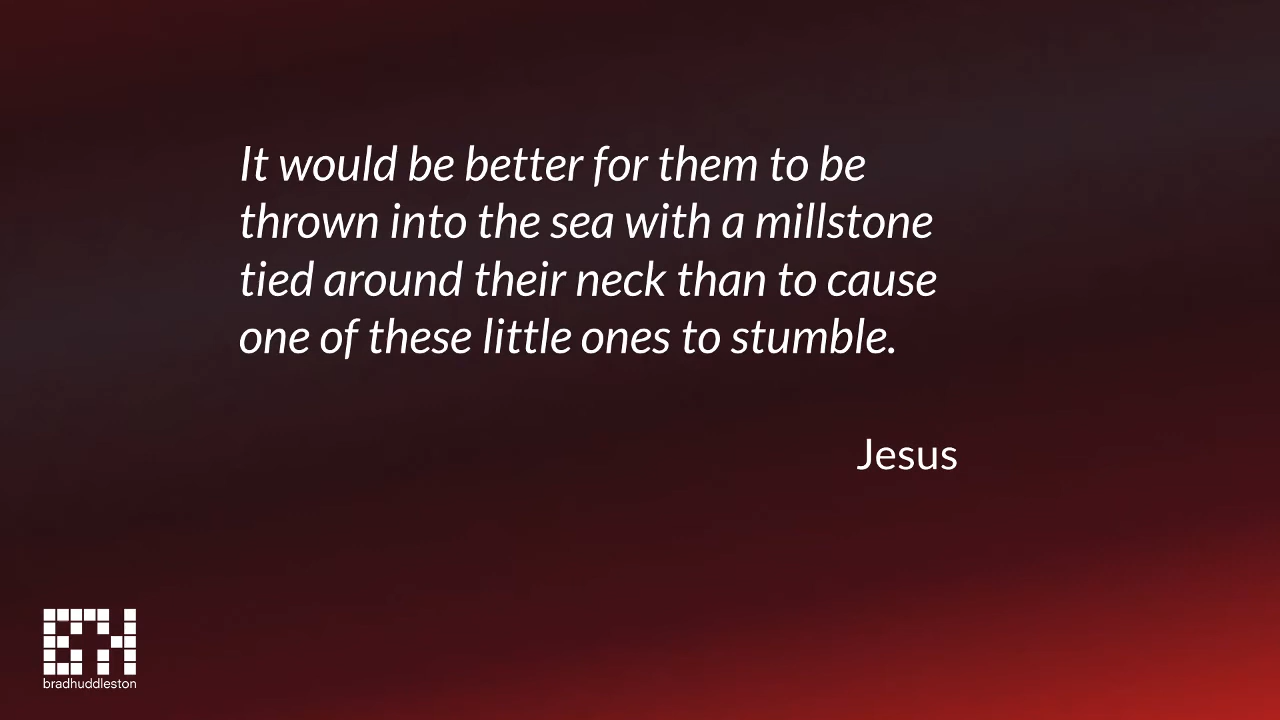 It would be better for them to be
thrown into the sea with a millstone
tied around their neck than to cause
one of these little ones to stumble.
Jesus
bradhuddleston